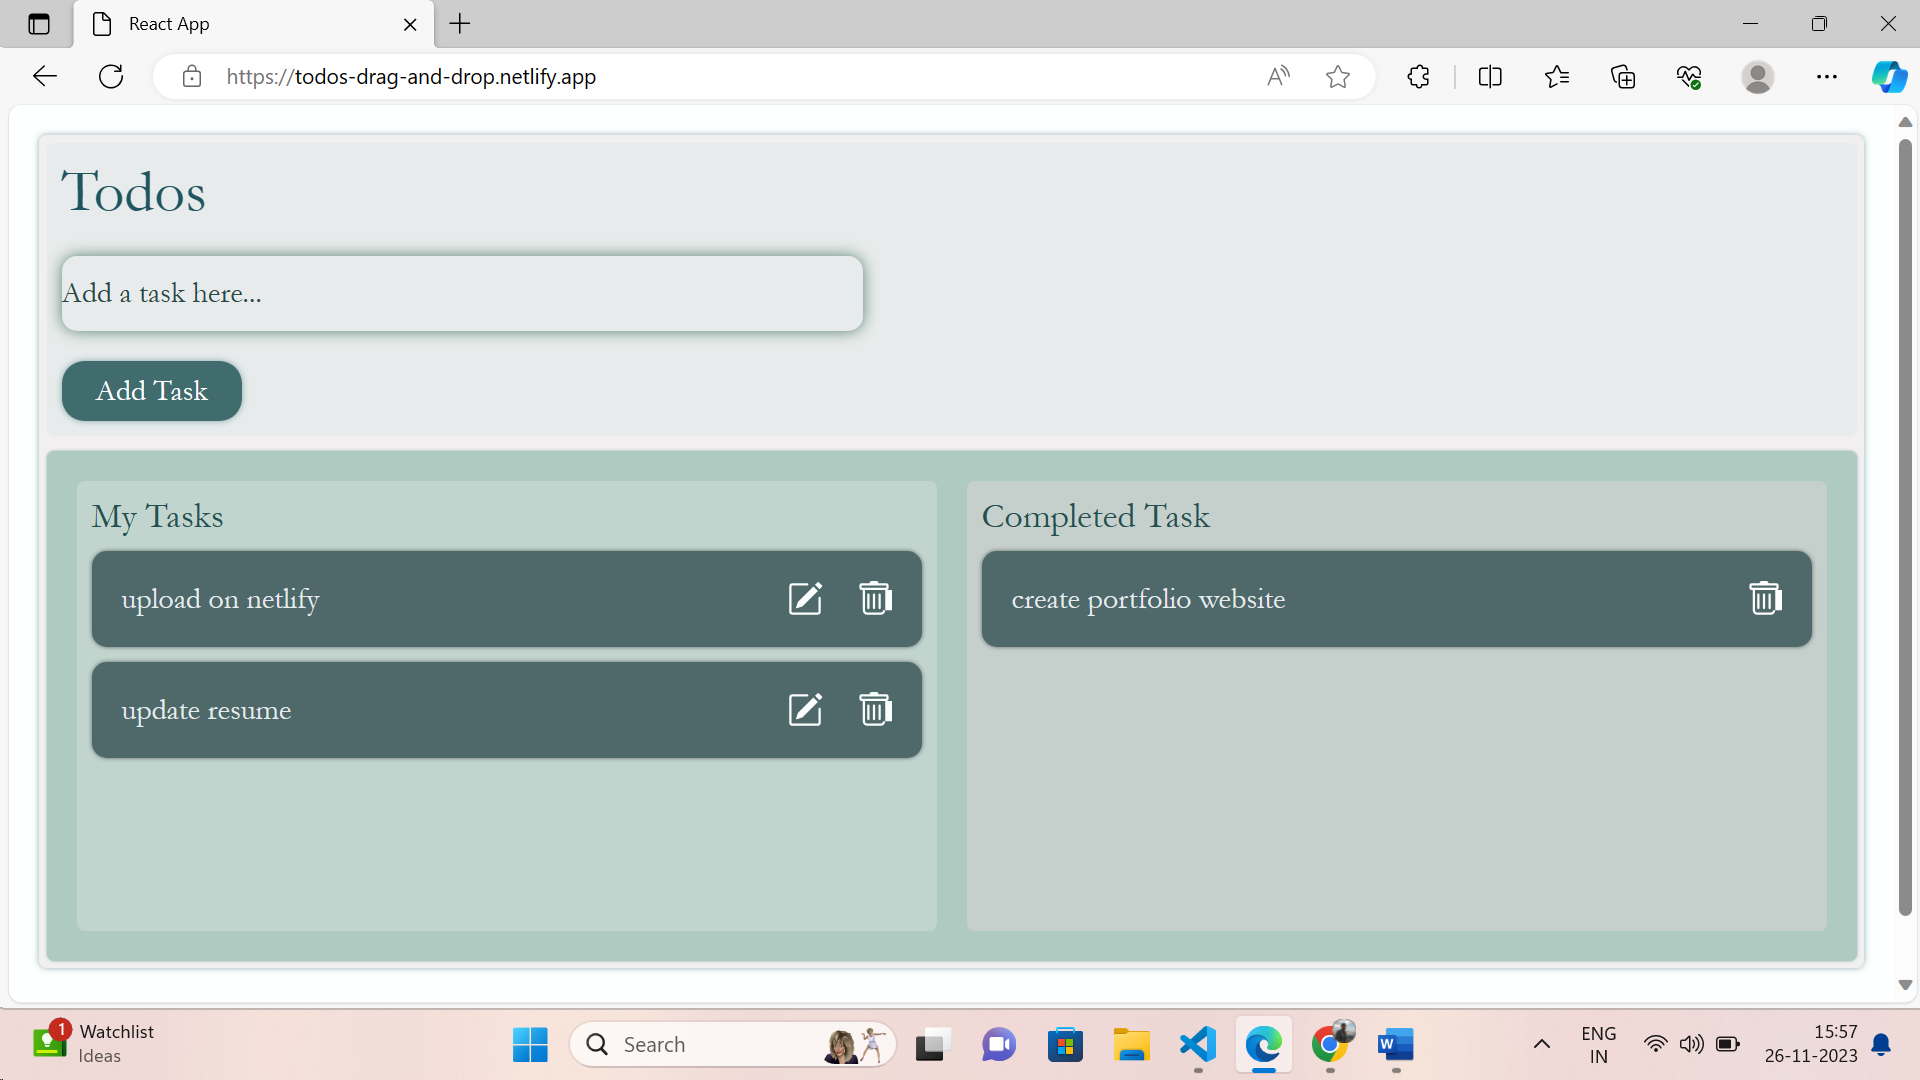 React App
https://todos-drag-and-drop.netlify.app
Todos
Add a task here...
Add Task
My Tasks
upload on netlify
update resume
Completed Task
create portfolio website
1
Watchlist
Ideas
Search
W
ENG
IN
15:57
26-11-2023